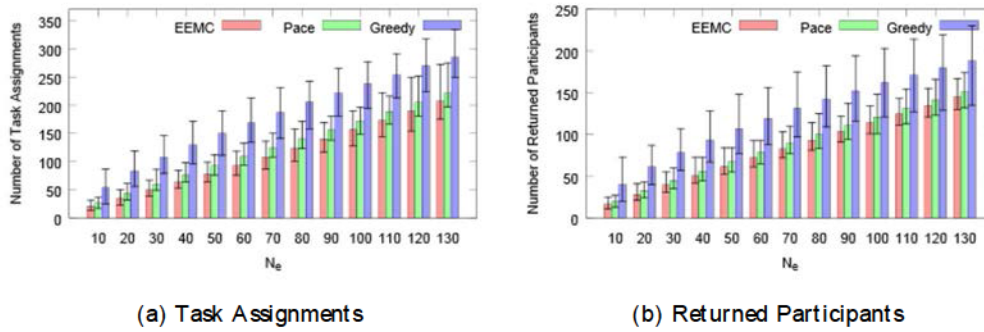 350
300
250
200
150
100
50
0
Number of Task Assignments
EEMC Pace Greedy
10 20 30 40 50 60 70 80 90 100 110 120 130
Ne
(a) Task Assignments
250
200
150
100
50
0
Number of Returned Participants
EEMC Pace Greedy
10 20 30 40 50 60 70 80 90 100 110 120 130
Ne
(b) Returned Participants